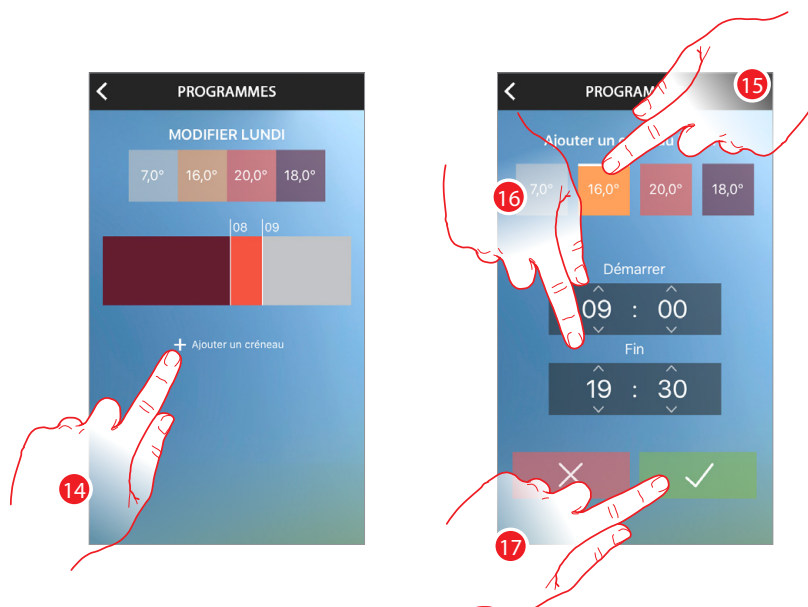 PROGRAMMES
MODIFIER LUNDI
7,0° 16,0° 20,0° 18,0°
08 09
+ Ajouter un créneau
14
PROGRAM
15
Ajouter un
16
7,0° 16,0° 20,0° 18,0°
Démarrer
09 : 00
Fin
19 : 30
17